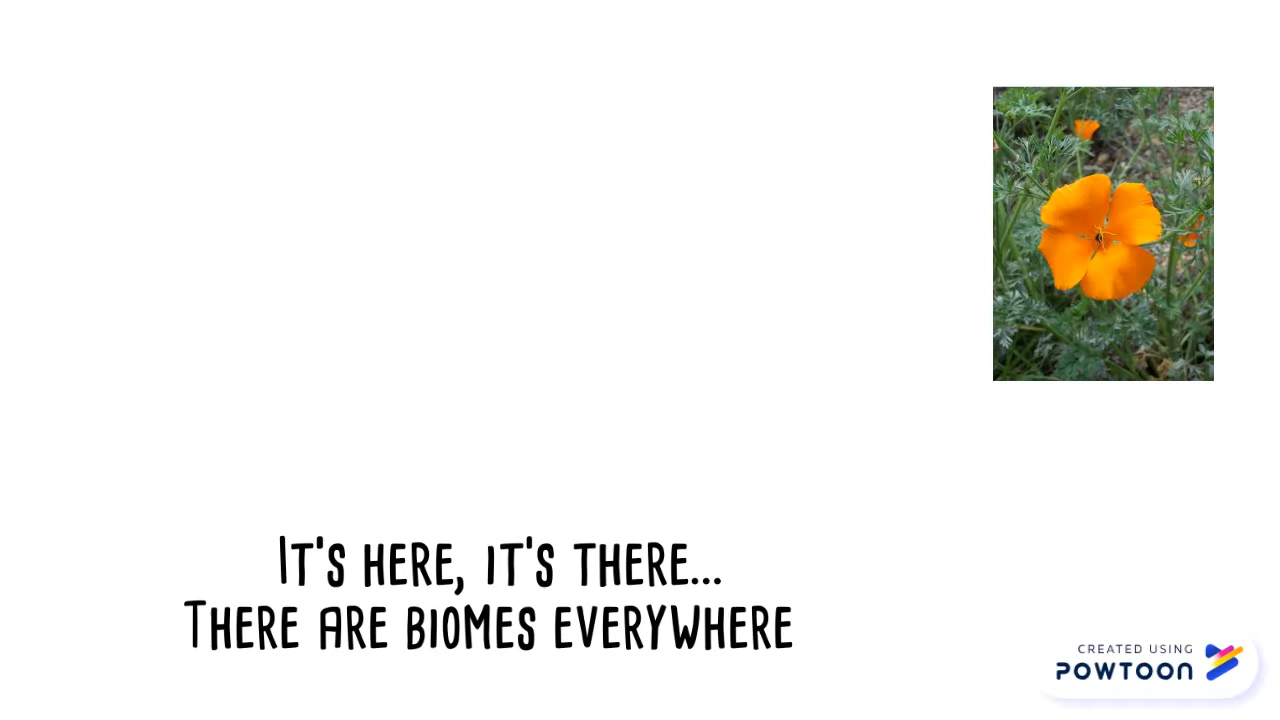 It's here, it's there...
There are biomes everywhere
CREATED USING
POWTOON